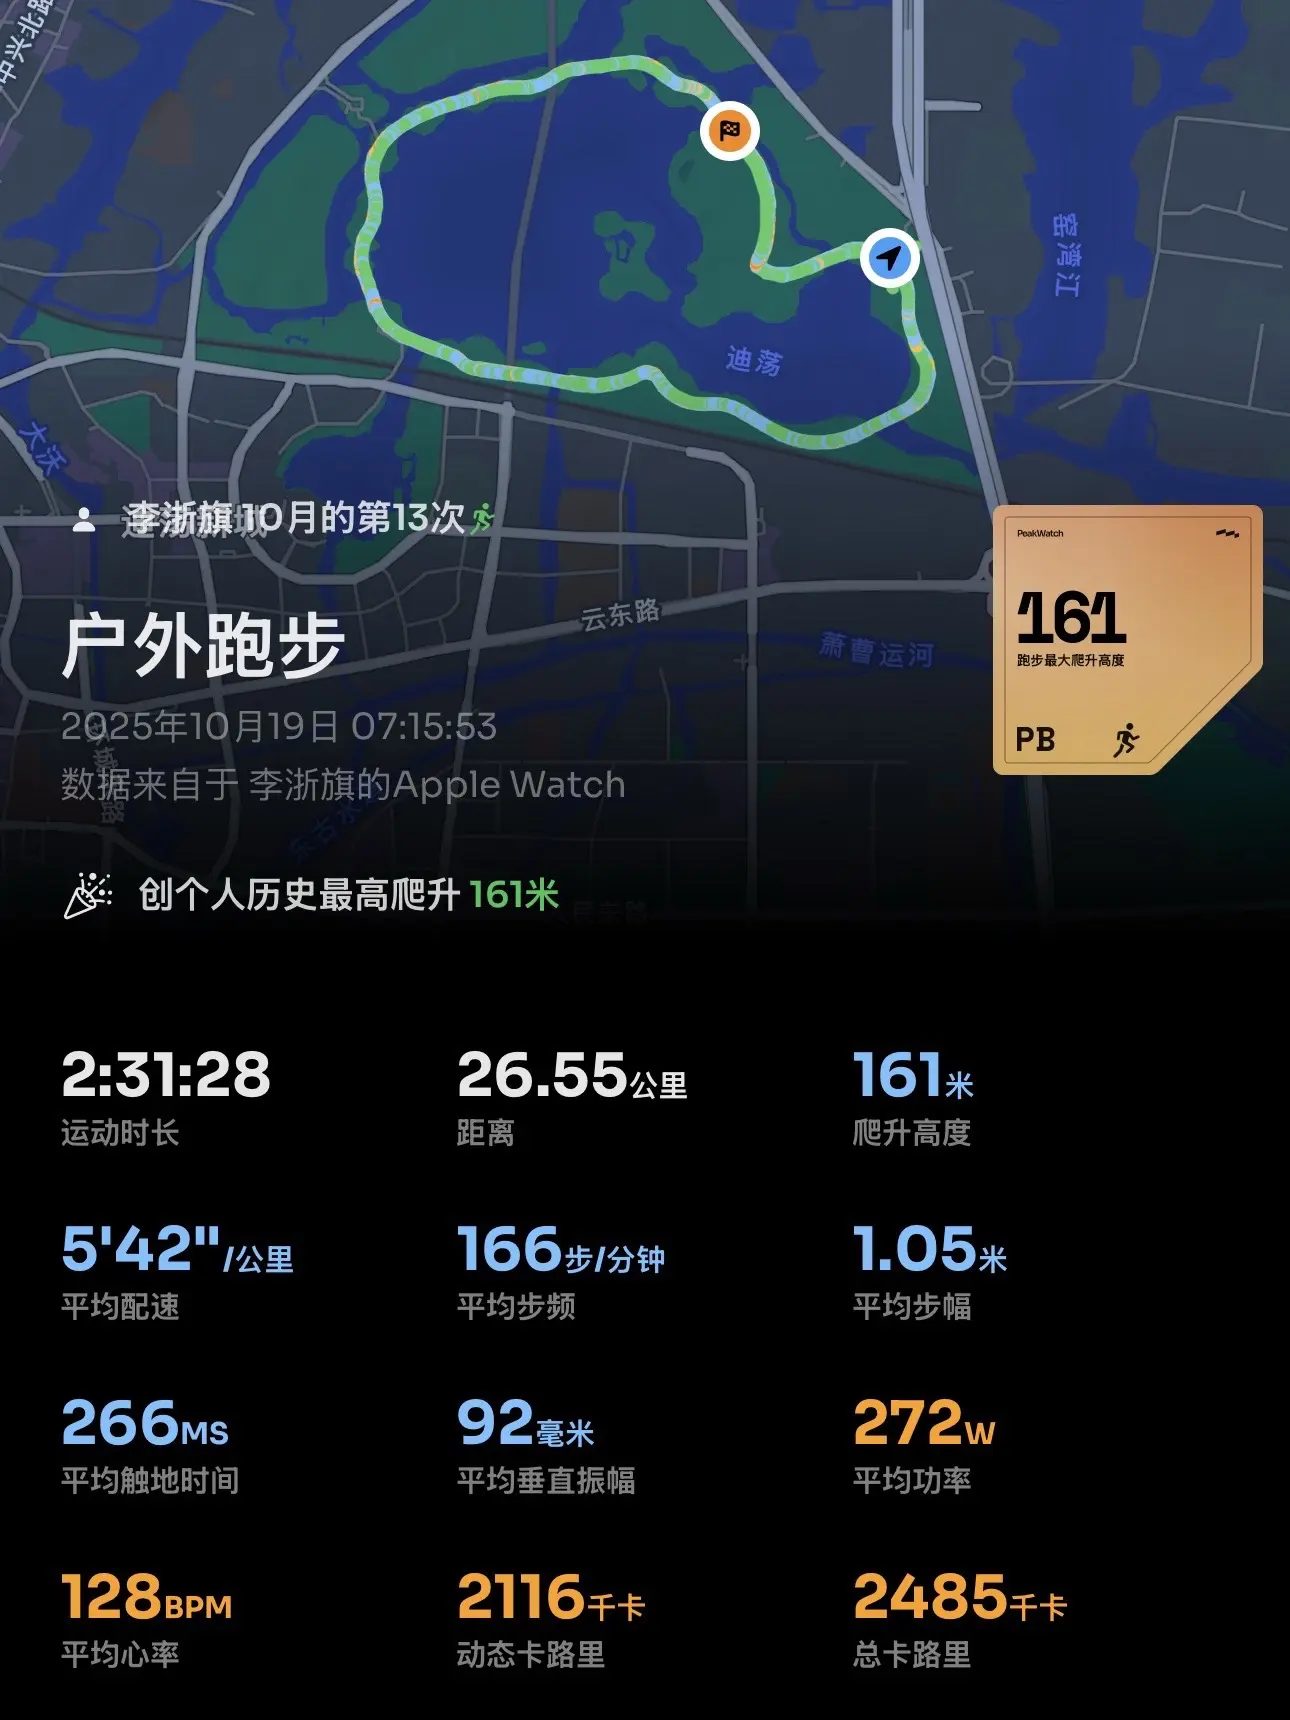 中兴北路
窑湾江
迪荡
大沃
李浙旗 10月的第13次
云东路
萧曹运河
户外跑步
PeakWatch
161
跑步最大爬升高度
PB
2025年10月19日 07:15:53
数据来自于 李浙旗的Apple Watch
创个人历史最高爬升 161米
2:31:28
运动时长
26.55公里
距离
161米
爬升高度
5'42"/公里
平均配速
166步/分钟
平均步频
1.05米
平均步幅
266MS
平均触地时间
92毫米
平均垂直振幅
272W
平均功率
128BPM
平均心率
2116千卡
动态卡路里
2485千卡
总卡路里